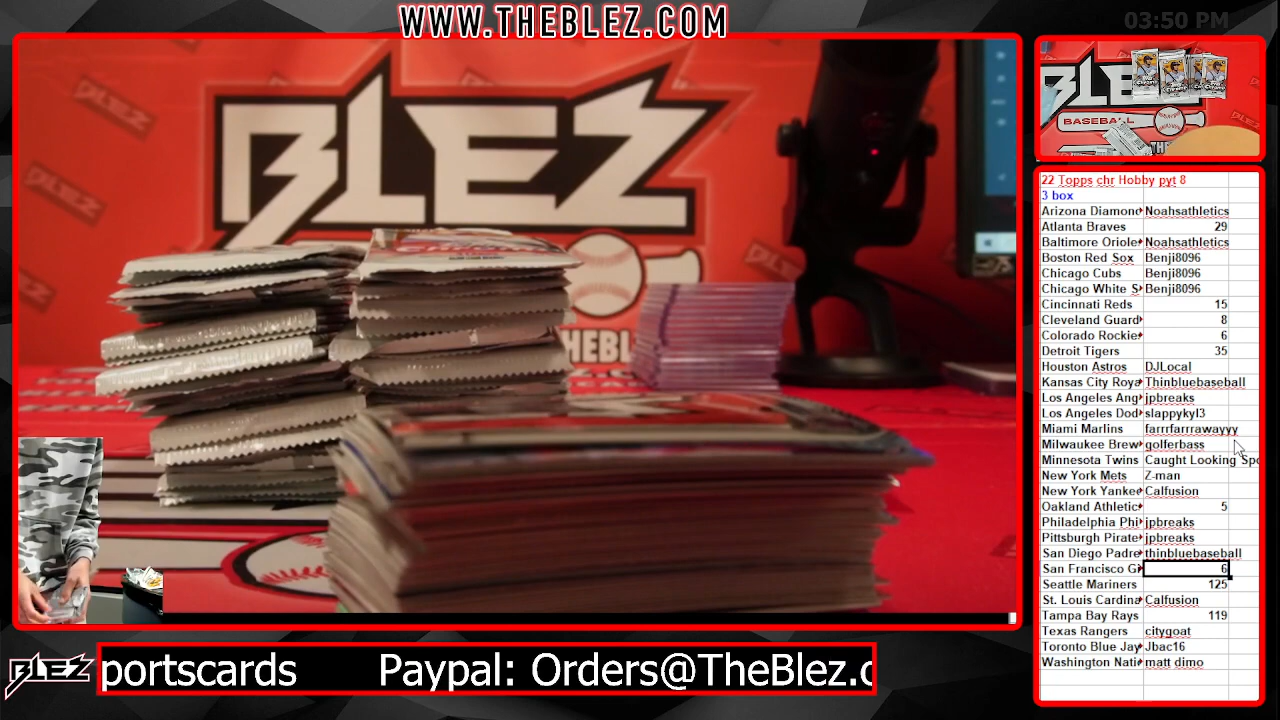 WWW.THEBLEZ.COM
03:50 PM
BLEZ
THEBL
BLE
BASEBALL
22 Topps chr Hobby pyt 8
3 box
Arizona Diamond Noahsathletics
Atlanta Braves 29
Baltimore Oriole Noahsathletics
Boston Red Sox Benji8096
Chicago Cubs Benji8096
Chicago White S Benji8096
Cincinnati Reds 15
Cleveland Guard 8
Colorado Rockie 6
Detroit Tigers 35
Houston Astros DJLocal
Kansas City Roya Thinbluebaseball
Los Angeles Ang jpbreaks
Los Angeles Dod slappykyl3
Miami Marlins farrrfarrrawayyy
Milwaukee Brew golferbass
Minnesota Twins Caught Looking Spo
New York Mets Z-man
New York Yankee Calfusion
Oakland Athletic 5
Philadelphia Phi jpbreaks
Pittsburgh Pirate jpbreaks
San Diego Padre thinbluebaseball
San Francisco Gi 6
Seattle Mariners 125
St. Louis Cardina Calfusion
Tampa Bay Rays 119
Texas Rangers citygoat
Toronto Blue Jay Jbac16
Washington Nati matt dimo
BLEZ
portscards Paypal: Orders@TheBlez.c